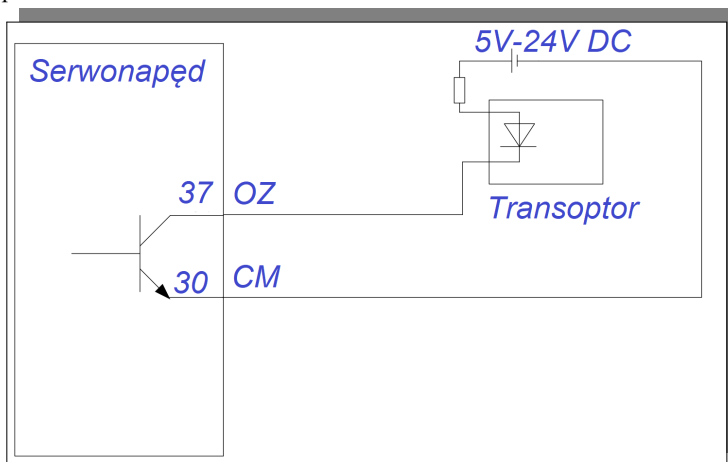 5V-24V DC
Serwonapęd
37 OZ
Transoptor
30 CM